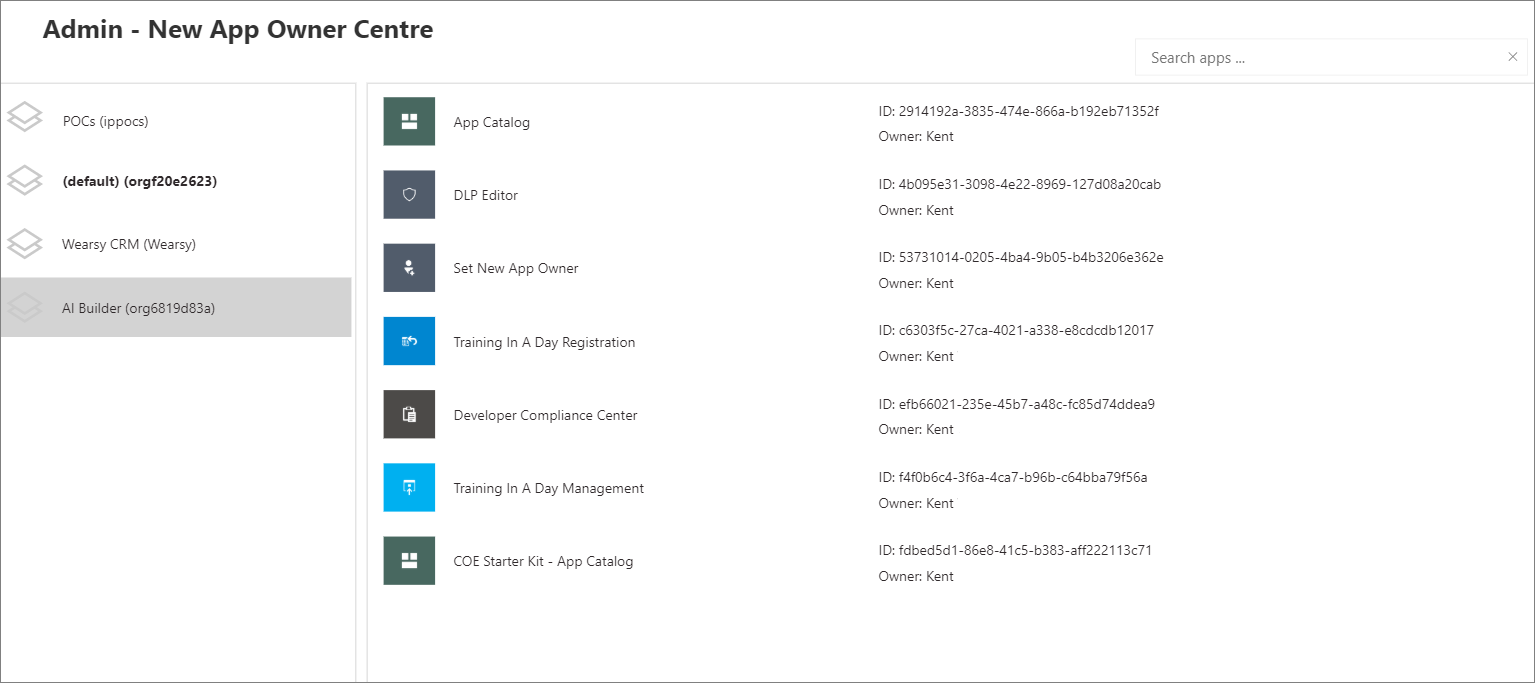 Admin - New App Owner Centre
Search apps ...
POCs (ippocs)
(default) (orgf20e2623)
Wearsy CRM (Wearsy)
AI Builder (org6819d83a)
App Catalog
ID: 2914192a-3835-474e-866a-b192eb71352f
Owner: Kent
DLP Editor
ID: 4b095e31-3098-4e22-8969-127d08a20cab
Owner: Kent
Set New App Owner
ID: 53731014-0205-4ba4-9b05-b4b3206e362e
Owner: Kent
Training In A Day Registration
ID: c6303f5c-27ca-4021-a338-e8cdcdb12017
Owner: Kent
Developer Compliance Center
ID: efb66021-235e-45b7-a48c-fc85d74ddea9
Owner: Kent
Training In A Day Management
ID: f4f0b6c4-3f6a-4ca7-b96b-c64bba79f56a
Owner: Kent
COE Starter Kit - App Catalog
ID: fdbed5d1-86e8-41c5-b383-aff222113c71
Owner: Kent